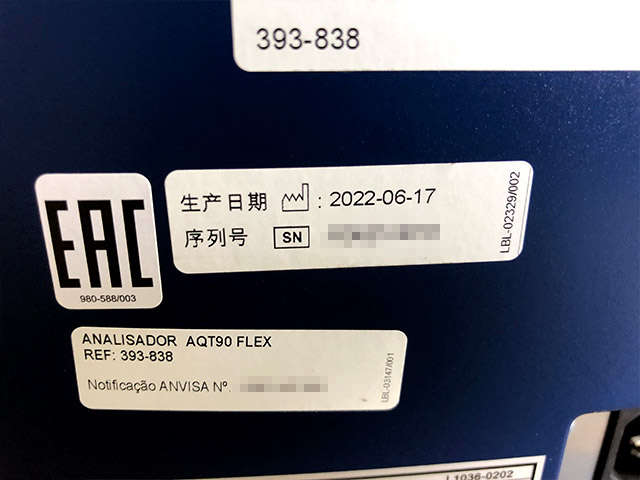 393-838
EAC
980-588/003
生产日期 : 2022-06-17
序列号 SN
LBL-02329/002
ANALISADOR AQT90 FLEX
REF: 393-838
Notificação ANVISA Nº.
LBL-03147/001
L1036-0202